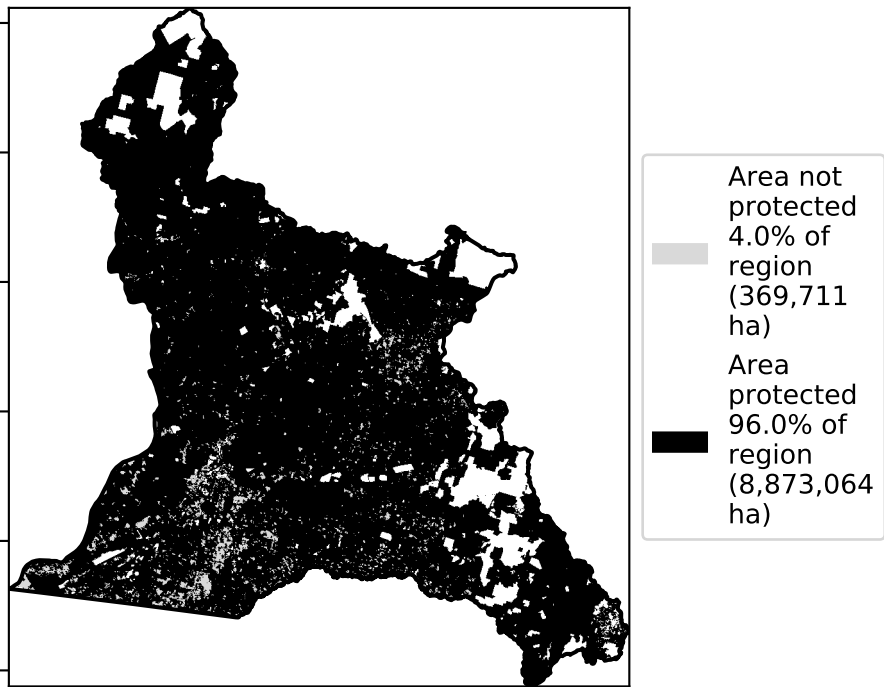 Area not
protected
4.0% of
region
(369,711
ha)
Area
protected
96.0% of
region
(8,873,064
ha)